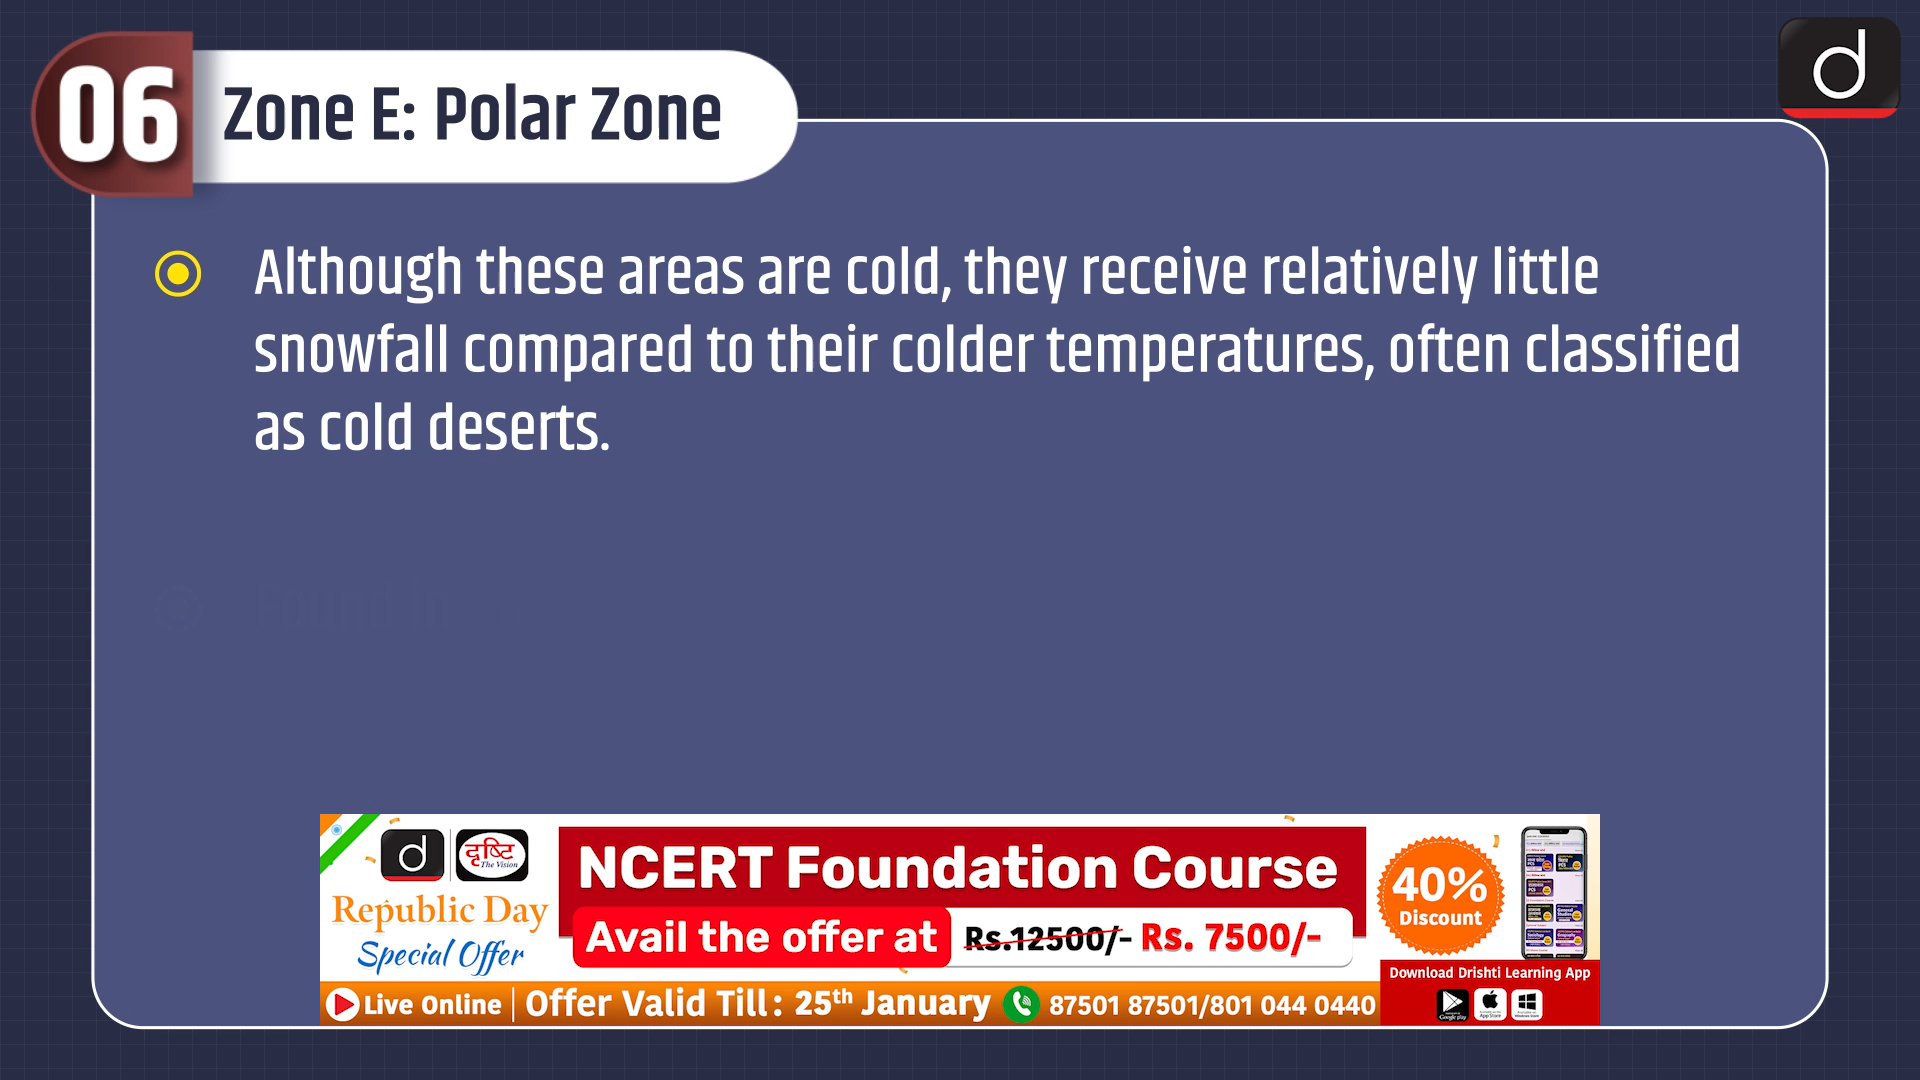 06
Zone E: Polar Zone
d
Although these areas are cold, they receive relatively little
snowfall compared to their colder temperatures, often classified
as cold deserts.
Found in
d दृष्टि
The Vision
Republic Day
Special Offer
NCERT Foundation Course
Avail the offer at Rs.12500/- Rs. 7500/-
40%
Discount
Download Drishti Learning App
Live Online | Offer Valid Till: 25th January 87501 87501/801 044 0440